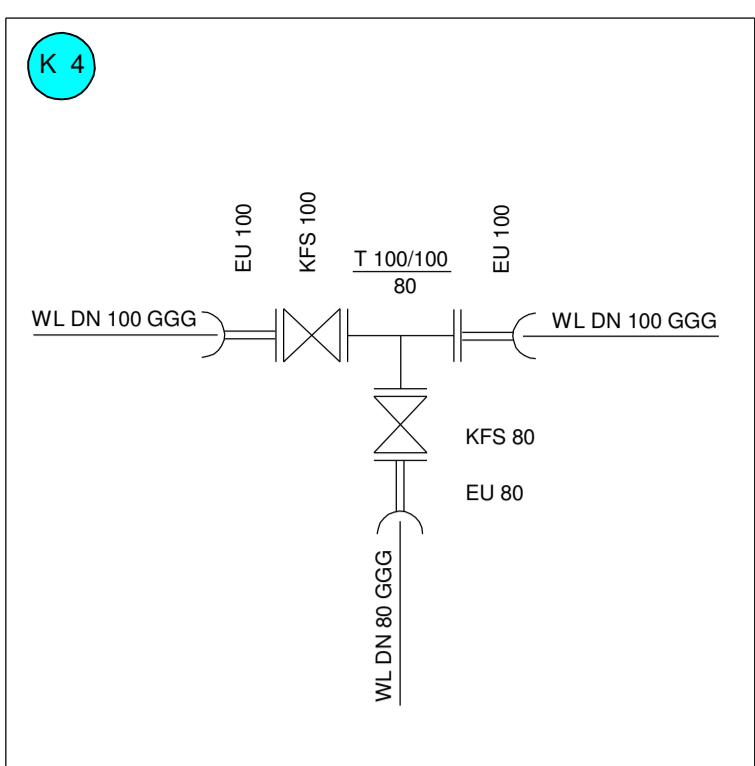 K 4
EU 100
KFS 100
T 100/100
80
EU 100
WL DN 100 GGG
WL DN 100 GGG
KFS 80
EU 80
WL DN 80 GGG